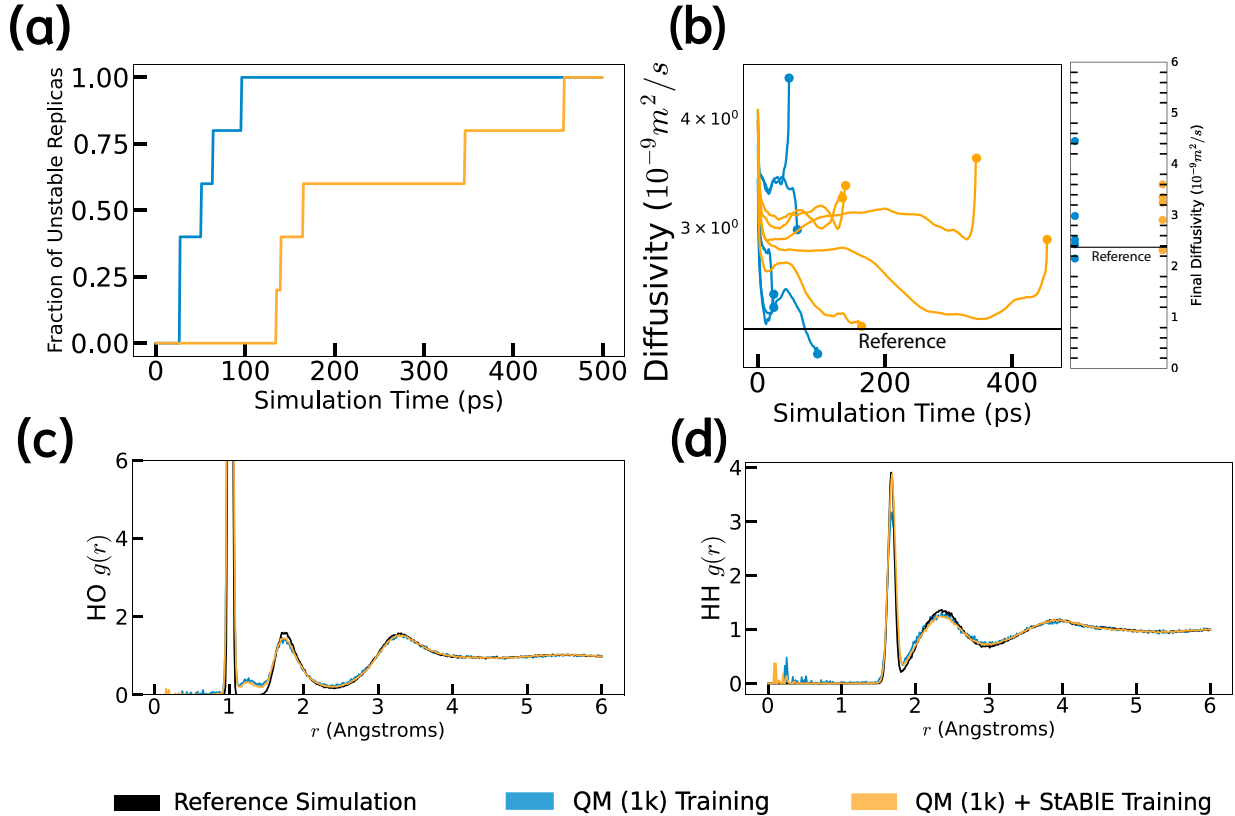 (a)
Fraction of Unstable Replicas
1.00
0.75
0.50
0.25
0.00
0 100 200 300 400 500
Simulation Time (ps)
(b)
Diffusivity (10⁻⁹m²/s)
4 × 10⁰
3 × 10⁰
Reference
0 200 400
Simulation Time (ps)
6
5
4
3
2
1
0
Reference
Final Diffusivity (10⁻⁹m²/s)
(c)
HO g(r)
6
4
2
0
0 1 2 3 4 5 6
r (Angstroms)
(d)
HH g(r)
4
3
2
1
0
0 1 2 3 4 5 6
r (Angstroms)
Reference Simulation QM (1k) Training QM (1k) + StABlE Training